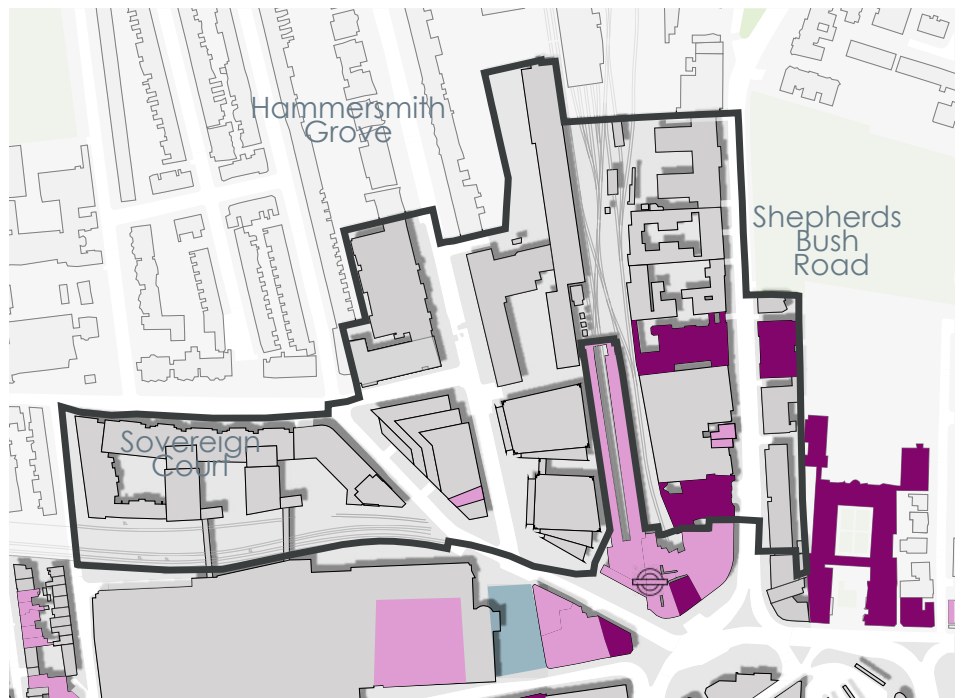 Hammersmith
Grove
Shepherds
Bush
Road
Sovereign
Court